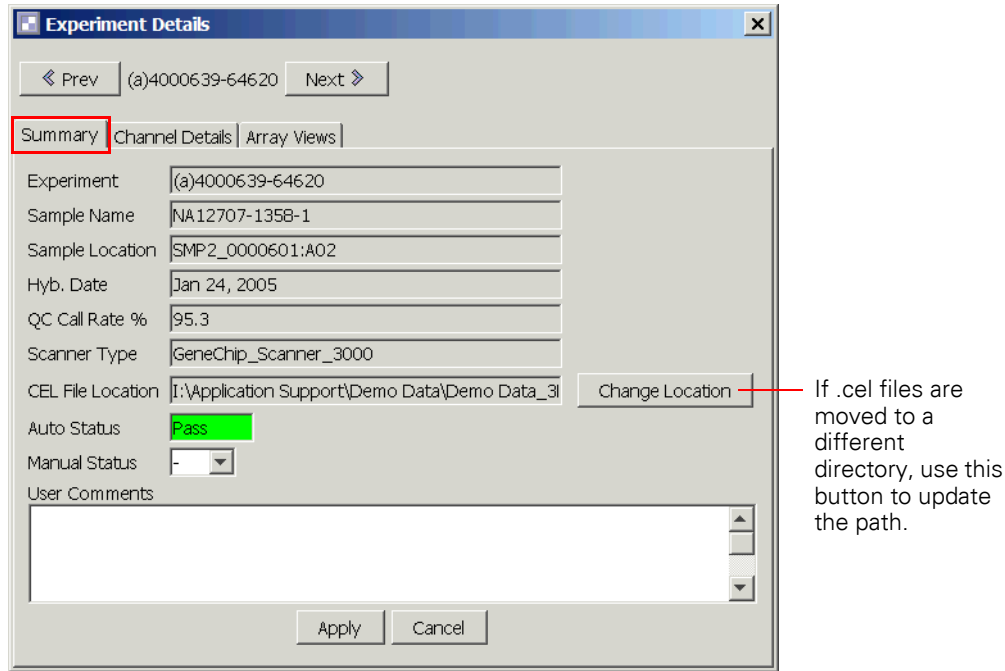 Experiment Details
Prev (a)4000639-64620 Next
Summary Channel Details Array Views
Experiment (a)4000639-64620
Sample Name NA12707-1358-1
Sample Location SMP2_0000601:A02
Hyb. Date Jan 24, 2005
QC Call Rate % 95.3
Scanner Type GeneChip_Scanner_3000
CEL File Location I:\Application Support\Demo Data\Demo Data_3 Change Location
Auto Status Pass
Manual Status -
User Comments
Apply Cancel
If .cel files are
moved to a
different
directory, use this
button to update
the path.